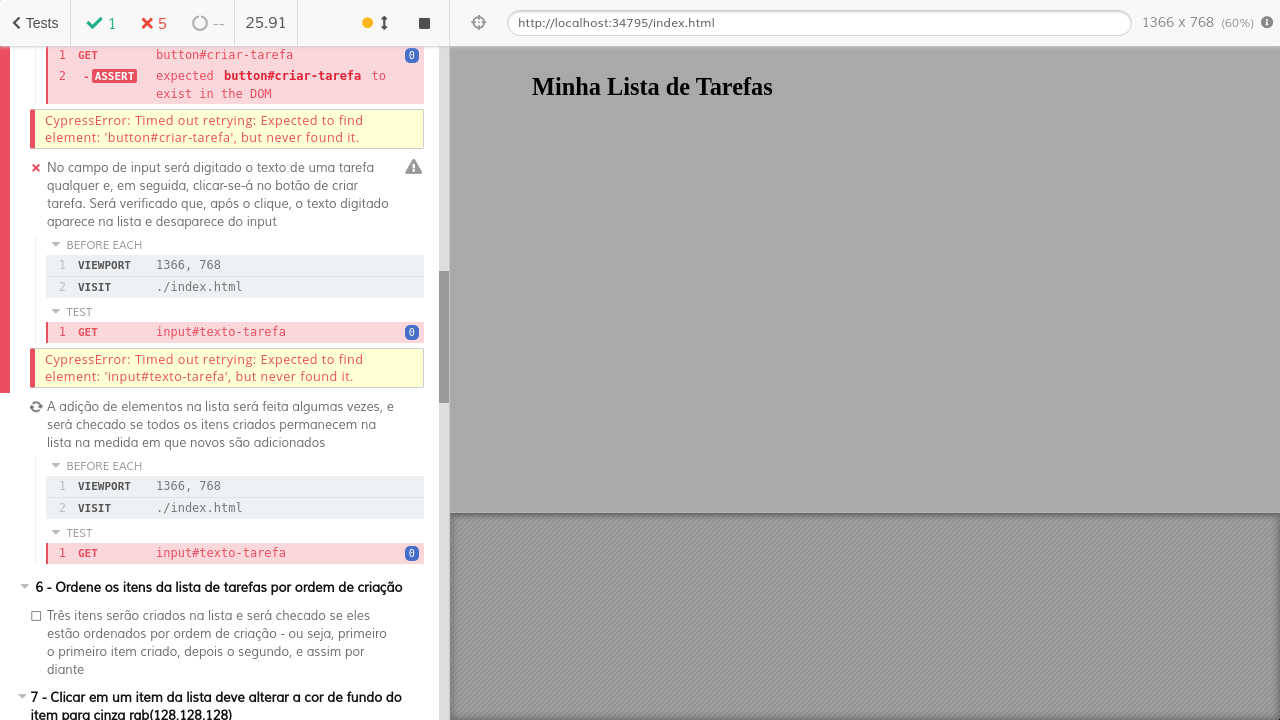 Tests
1
5
--
25.91
http://localhost:34795/index.html
1366 x 768 (60%)
1 GET button#criar-tarefa 0
2 -ASSERT expected button#criar-tarefa to
exist in the DOM
CypressError: Timed out retrying: Expected to find
element: 'button#criar-tarefa', but never found it.
No campo de input será digitado o texto de uma tarefa
qualquer e, em seguida, clicar-se-á no botão de criar
tarefa. Será verificado que, após o clique, o texto digitado
aparece na lista e desaparece do input
BEFORE EACH
1 VIEWPORT 1366, 768
2 VISIT ./index.html
TEST
1 GET input#texto-tarefa 0
CypressError: Timed out retrying: Expected to find
element: 'input#texto-tarefa', but never found it.
A adição de elementos na lista será feita algumas vezes, e
será checado se todos os itens criados permanecem na
lista na medida em que novos são adicionados
BEFORE EACH
1 VIEWPORT 1366, 768
2 VISIT ./index.html
TEST
1 GET input#texto-tarefa 0
6 - Ordene os itens da lista de tarefas por ordem de criação
Três itens serão criados na lista e será checado se eles
estão ordenados por ordem de criação - ou seja, primeiro
o primeiro item criado, depois o segundo, e assim por
diante
7 - Clicar em um item da lista deve alterar a cor de fundo do
item para cinza rgb(128,128,128)
Minha Lista de Tarefas